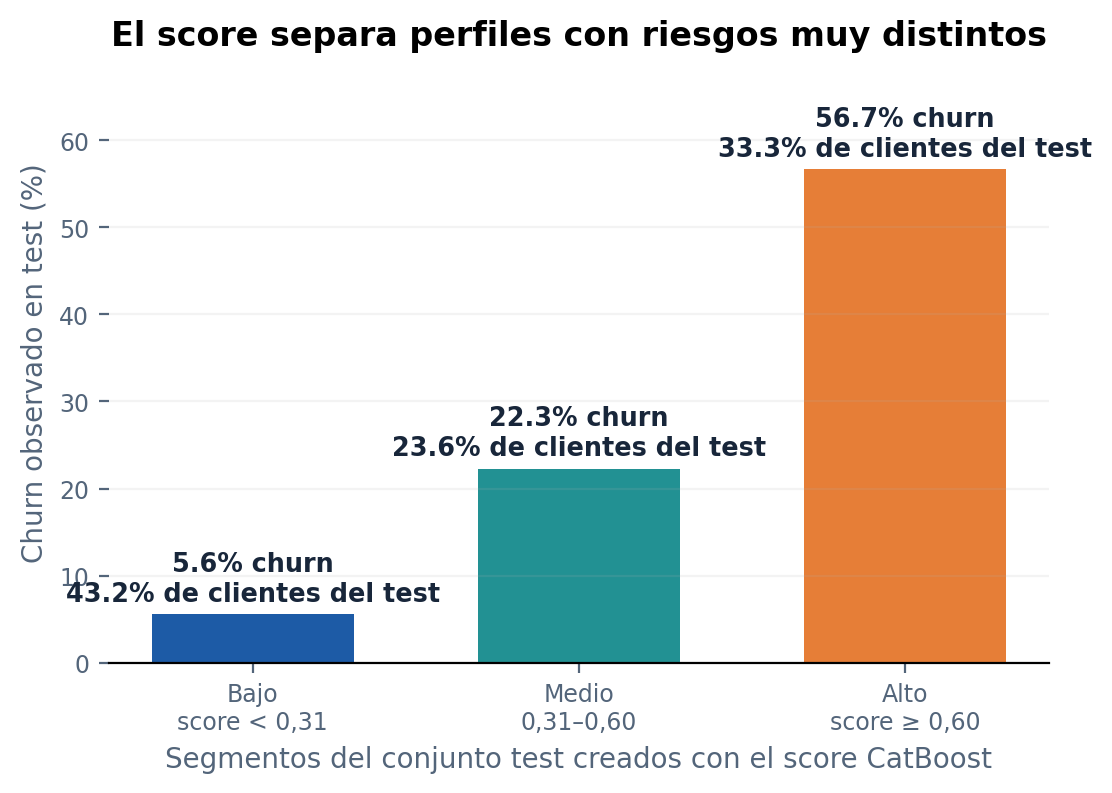 El score separa perfiles con riesgos muy distintos
Churn observado en test (%)
60
50
40
30
20
10
0
56.7% churn
33.3% de clientes del test
22.3% churn
23.6% de clientes del test
5.6% churn
43.2% de clientes del test
Bajo
score < 0,31
Medio
0,31–0,60
Alto
score ≥ 0,60
Segmentos del conjunto test creados con el score CatBoost